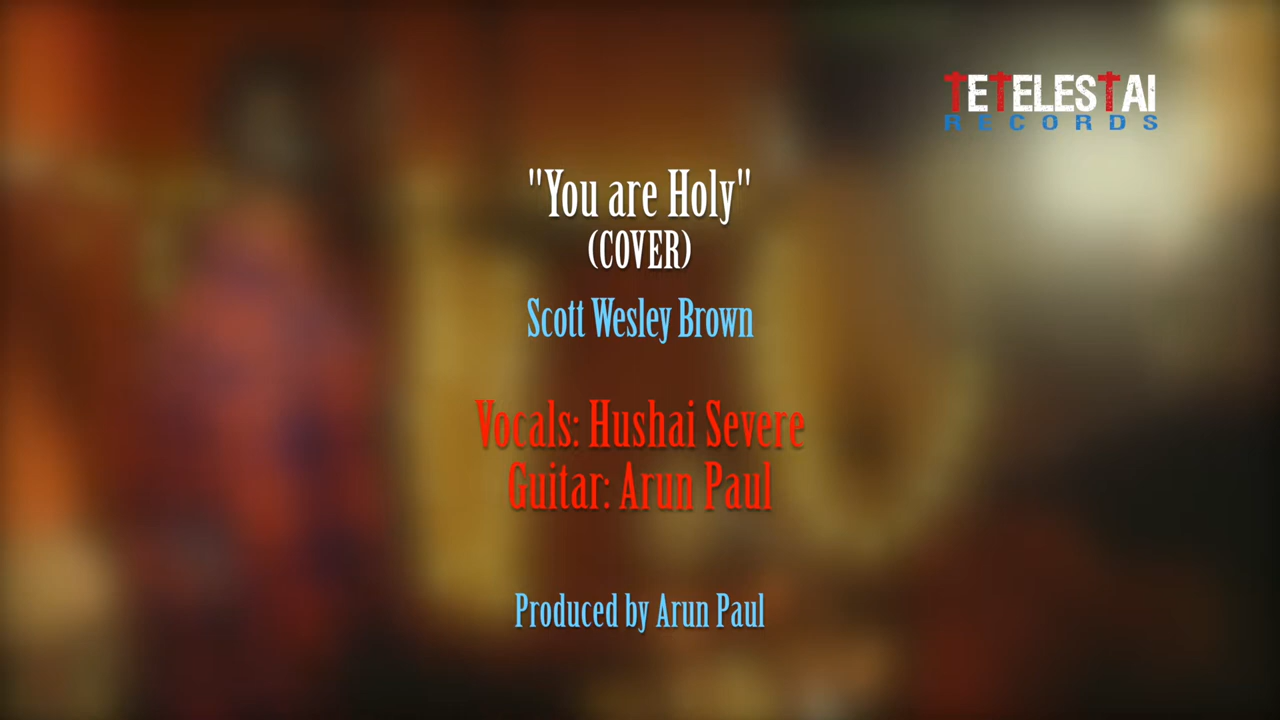 TETELESTAI
RECORDS
"You are Holy"
(COVER)
Scott Wesley Brown
Vocals: Hushai Severe
Guitar: Arun Paul
Produced by Arun Paul